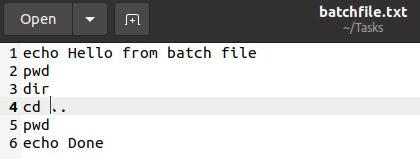 Open
batchfile.txt
~/Tasks
1 echo Hello from batch file
2 pwd
3 dir
4 cd ..
5 pwd
6 echo Done